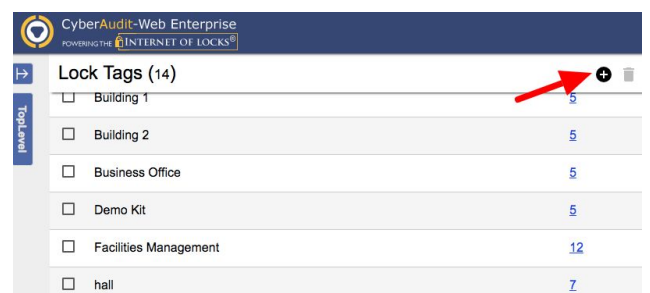 CyberAudit-Web Enterprise
POWERING THE INTERNET OF LOCKS®
Lock Tags (14)
TopLevel
Building 1 5
Building 2 5
Business Office 5
Demo Kit 5
Facilities Management 12
hall 7